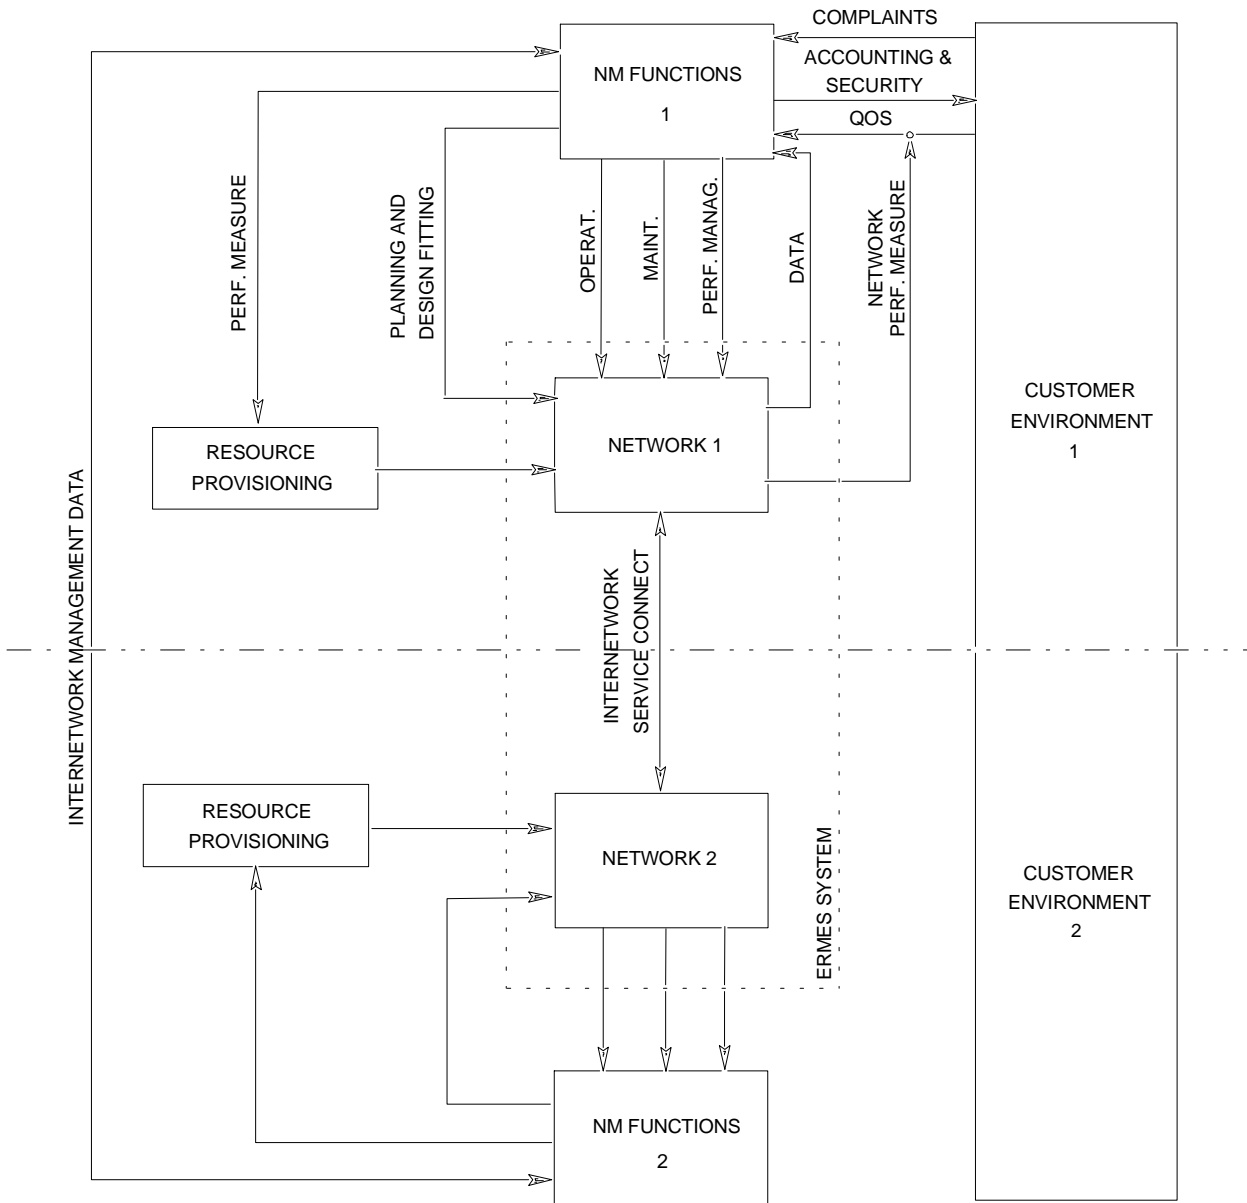 COMPLAINTS
NM FUNCTIONS
1
ACCOUNTING &
SECURITY
QOS
PERF. MEASURE
PLANNING AND
DESIGN FITTING
OPERAT.
MAINT.
PERF. MANAG.
DATA
NETWORK
PERF. MEASURE
CUSTOMER
ENVIRONMENT
1
RESOURCE
PROVISIONING
NETWORK 1
INTERNETWORK MANAGEMENT DATA
INTERNETWORK
SERVICE CONNECT
RESOURCE
PROVISIONING
NETWORK 2
ERMES SYSTEM
CUSTOMER
ENVIRONMENT
2
NM FUNCTIONS
2